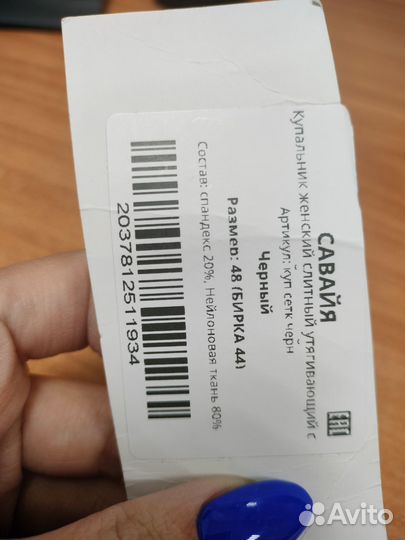 САВАЙЯ
Купальник женский слитный утягивающий с
Артикул: куп сетк черн
Черный
Размер: 48 (БИРКА 44)
Состав: спандекс 20%, Нейлоновая ткань 80%
2037812511934
EAC
Avito